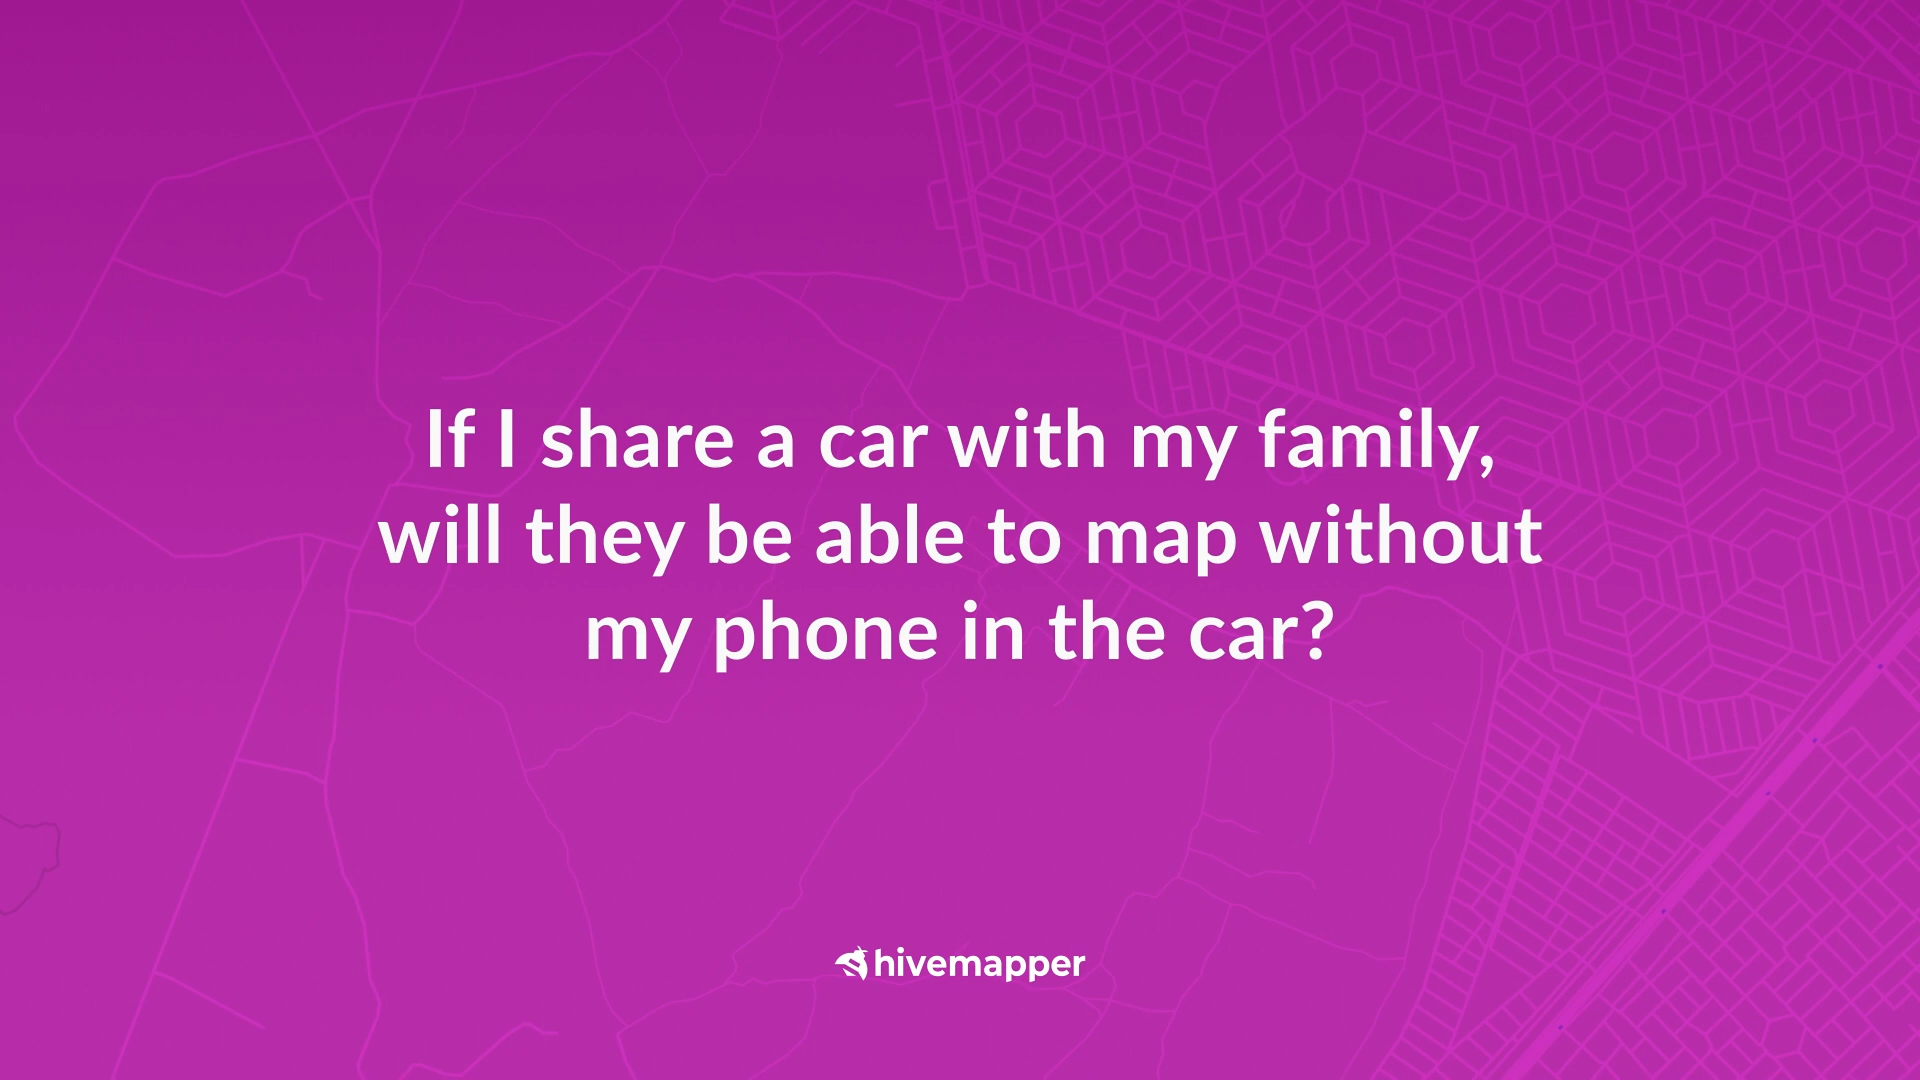 If I share a car with my family,
will they be able to map without
my phone in the car?
hivemapper